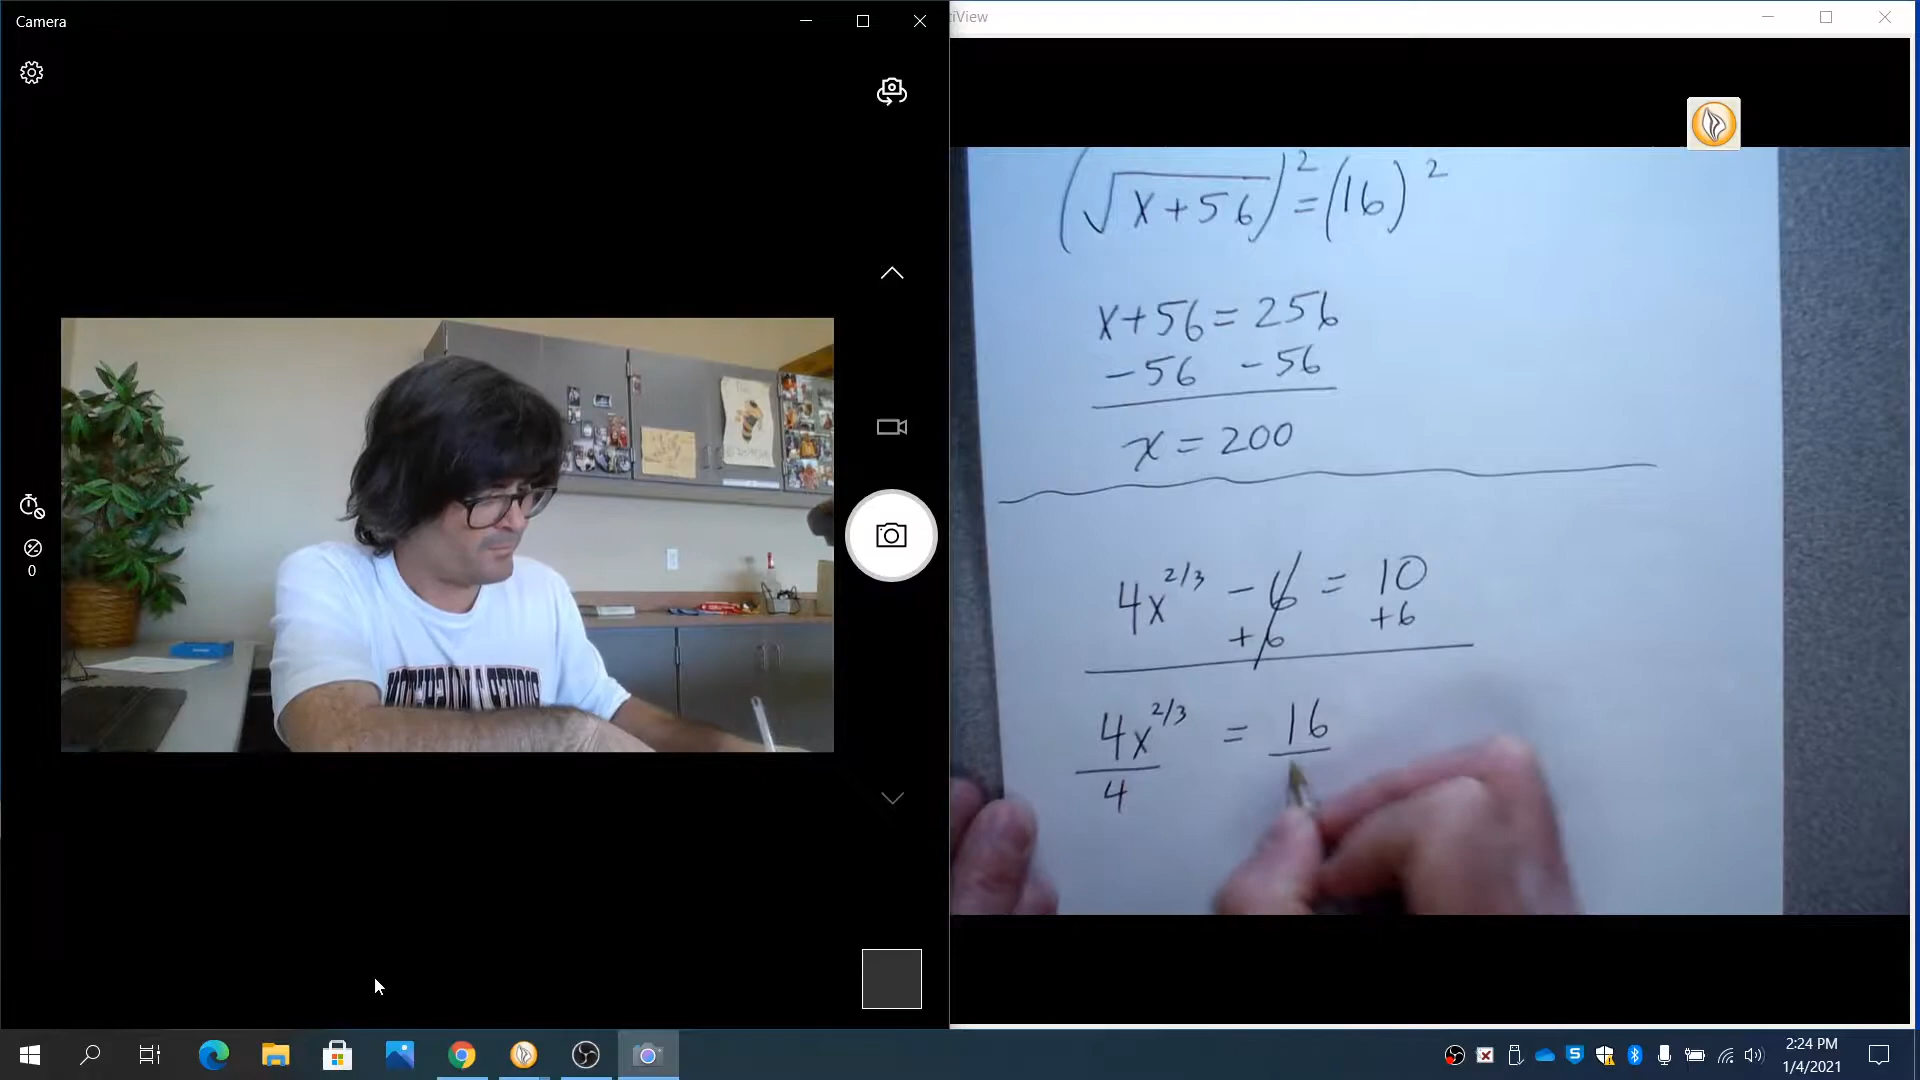 Camera
iView
0
(√x+56)² = (16)²
x+56 = 256
-56 -56
x = 200
4x^2/3 - 6 = 10
+6 +6
4x^2/3 = 16
4
2:24 PM
1/4/2021